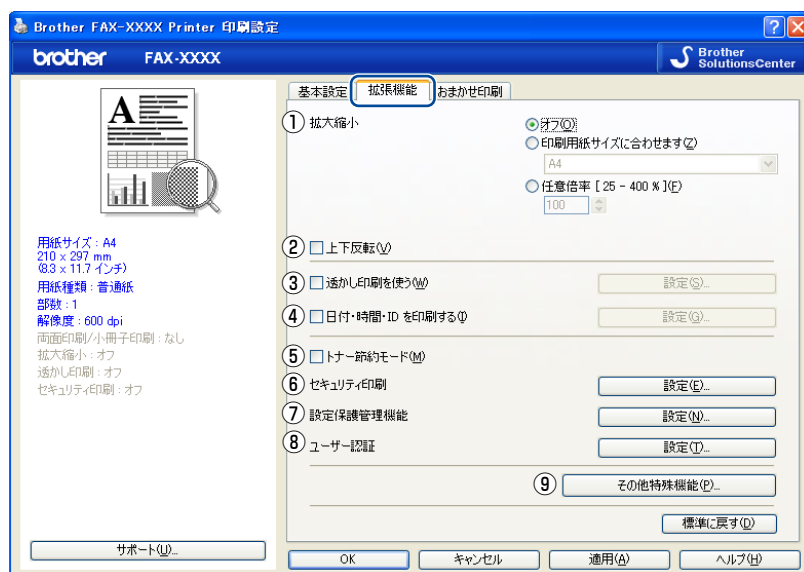 Brother FAX-XXXX Printer 印刷設定
brother FAX-XXXX
Brother
SolutionsCenter
基本設定 拡張機能 おまかせ印刷
A
① 拡大縮小
オフ(O)
印刷用紙サイズに合わせます(Z)
A4
任意倍率 [ 25 - 400 % ](F)
100
② 上下反転(V)
③ 透かし印刷を使う(W) 設定(S)...
④ 日付・時間・ID を印刷する(I) 設定(G)...
⑤ トナー節約モード(M)
⑥ セキュリティ印刷 設定(E)...
⑦ 設定保護管理機能 設定(N)...
⑧ ユーザー認証 設定(T)...
⑨ その他特殊機能(P)...
標準に戻す(D)
用紙サイズ : A4
210 x 297 mm
(8.3 x 11.7 インチ)
用紙種類 : 普通紙
部数 : 1
解像度 : 600 dpi
両面印刷/小冊子印刷 : なし
拡大縮小 : オフ
透かし印刷 : オフ
セキュリティ印刷 : オフ
サポート(U)...
OK キャンセル 適用(A) ヘルプ(H)